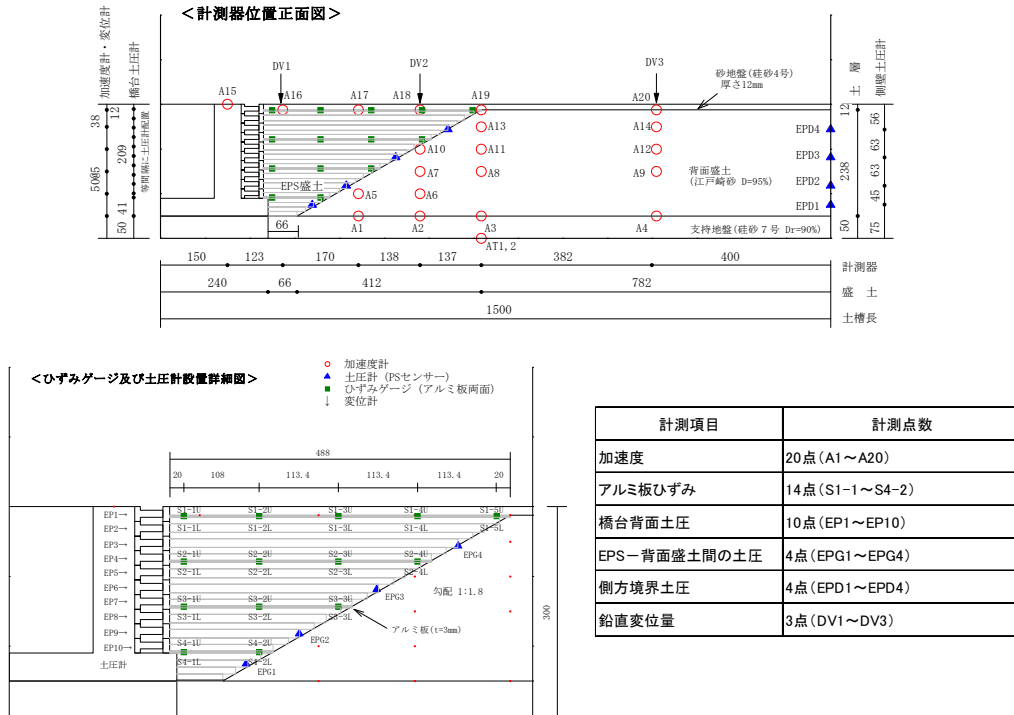 <計測器位置正面図>
DV1
DV2
DV3
砂地盤(硅砂4号)
厚さ12mm
加速度計・変位計
橋台土圧計
土 層
側壁土圧計
A15
A16
A17
A18
A19
A20
38
12
12
56
A13
A14
EPD4
209
等間隔に土圧計配置
A10
A11
A12
63
EPD3
A7
A8
A9
背面盛土
(江戸崎砂 D=95%)
238
63
EPS盛土
A5
A6
EPD2
45
41
EPD1
50
66
A1
A2
A3
A4
支持地盤(硅砂7号 Dr=90%)
50
75
AT1,2
150
123
170
138
137
382
400
計測器
240
66
412
782
盛 土
1500
土槽長
<ひずみゲージ及び土圧計設置詳細図>
加速度計
土圧計 (PSセンサー)
ひずみゲージ (アルミ板両面)
変位計
488
20
108
113.4
113.4
113.4
20
EP1→
S1-1U
S1-2U
S1-3U
S1-4U
S1-5U
EP2→
S1-1L
S1-2L
S1-3L
S1-4L
S1-5L
EP3→
EP4→
S2-1U
S2-2U
S2-3U
S2-4U
EPG4
EP5→
S2-1L
S2-2L
S2-3L
S2-4L
EP6→
EPG3
勾配 1:1.8
EP7→
S3-1U
S3-2U
S3-3U
EP8→
S3-1L
S3-2L
S3-3L
300
アルミ板(t=3mm)
EP9→
EPG2
EP10→
S4-1U
S4-2U
土圧計
S4-1L
S4-2L
EPG1
計測項目 計測点数
加速度 20点(A1～A20)
アルミ板ひずみ 14点(S1-1～S4-2)
橋台背面土圧 10点(EP1～EP10)
EPS－背面盛土間の土圧 4点(EPG1～EPG4)
側方境界土圧 4点(EPD1～EPD4)
鉛直変位量 3点(DV1～DV3)